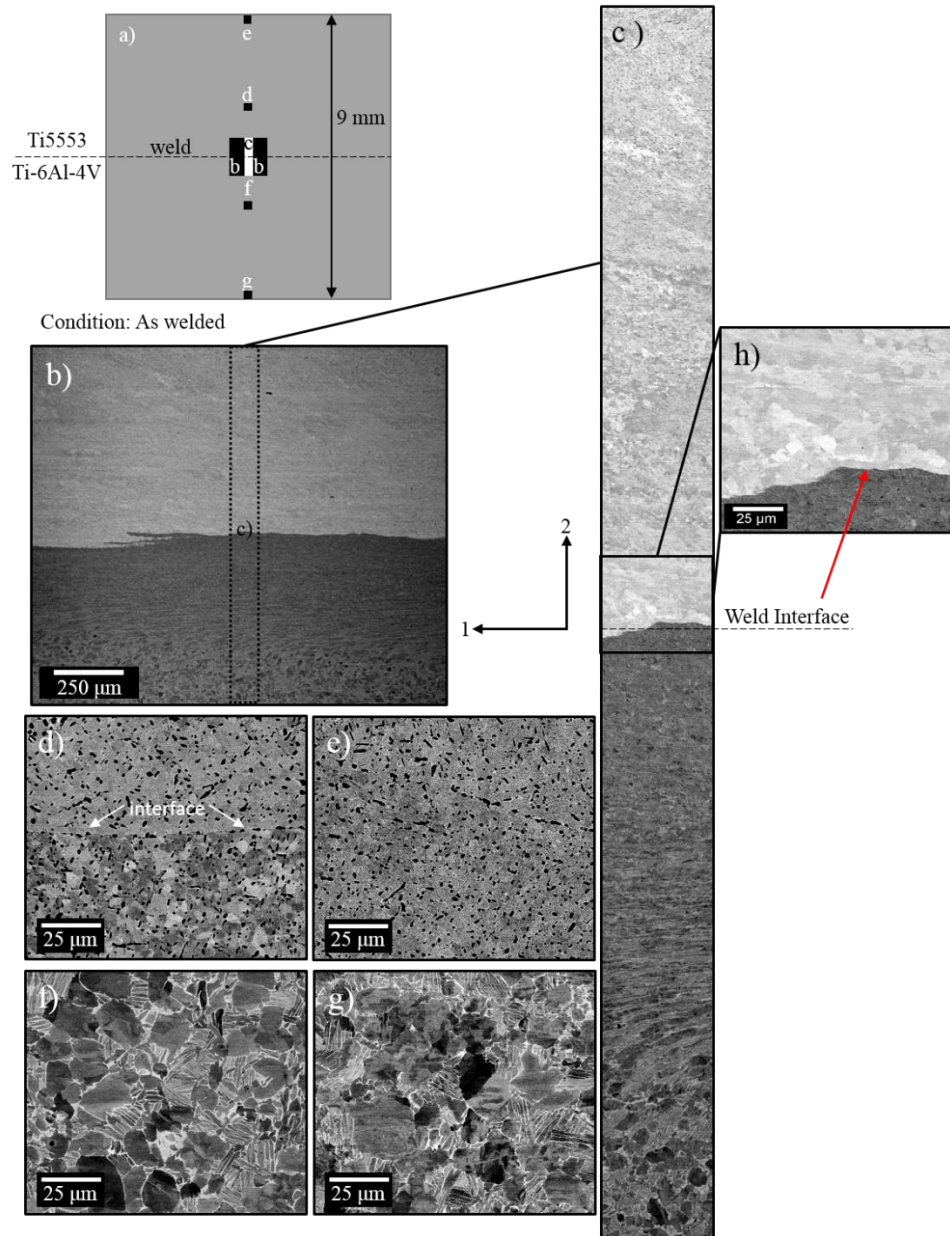 a)
e
d
9 mm
Ti5553
weld
c
Ti-6Al-4V
b
b
f
g
Condition: As welded
b)
c)
250 µm
2
1
c )
h)
25 µm
Weld Interface
d)
interface
25 µm
e)
25 µm
f)
25 µm
g)
25 µm